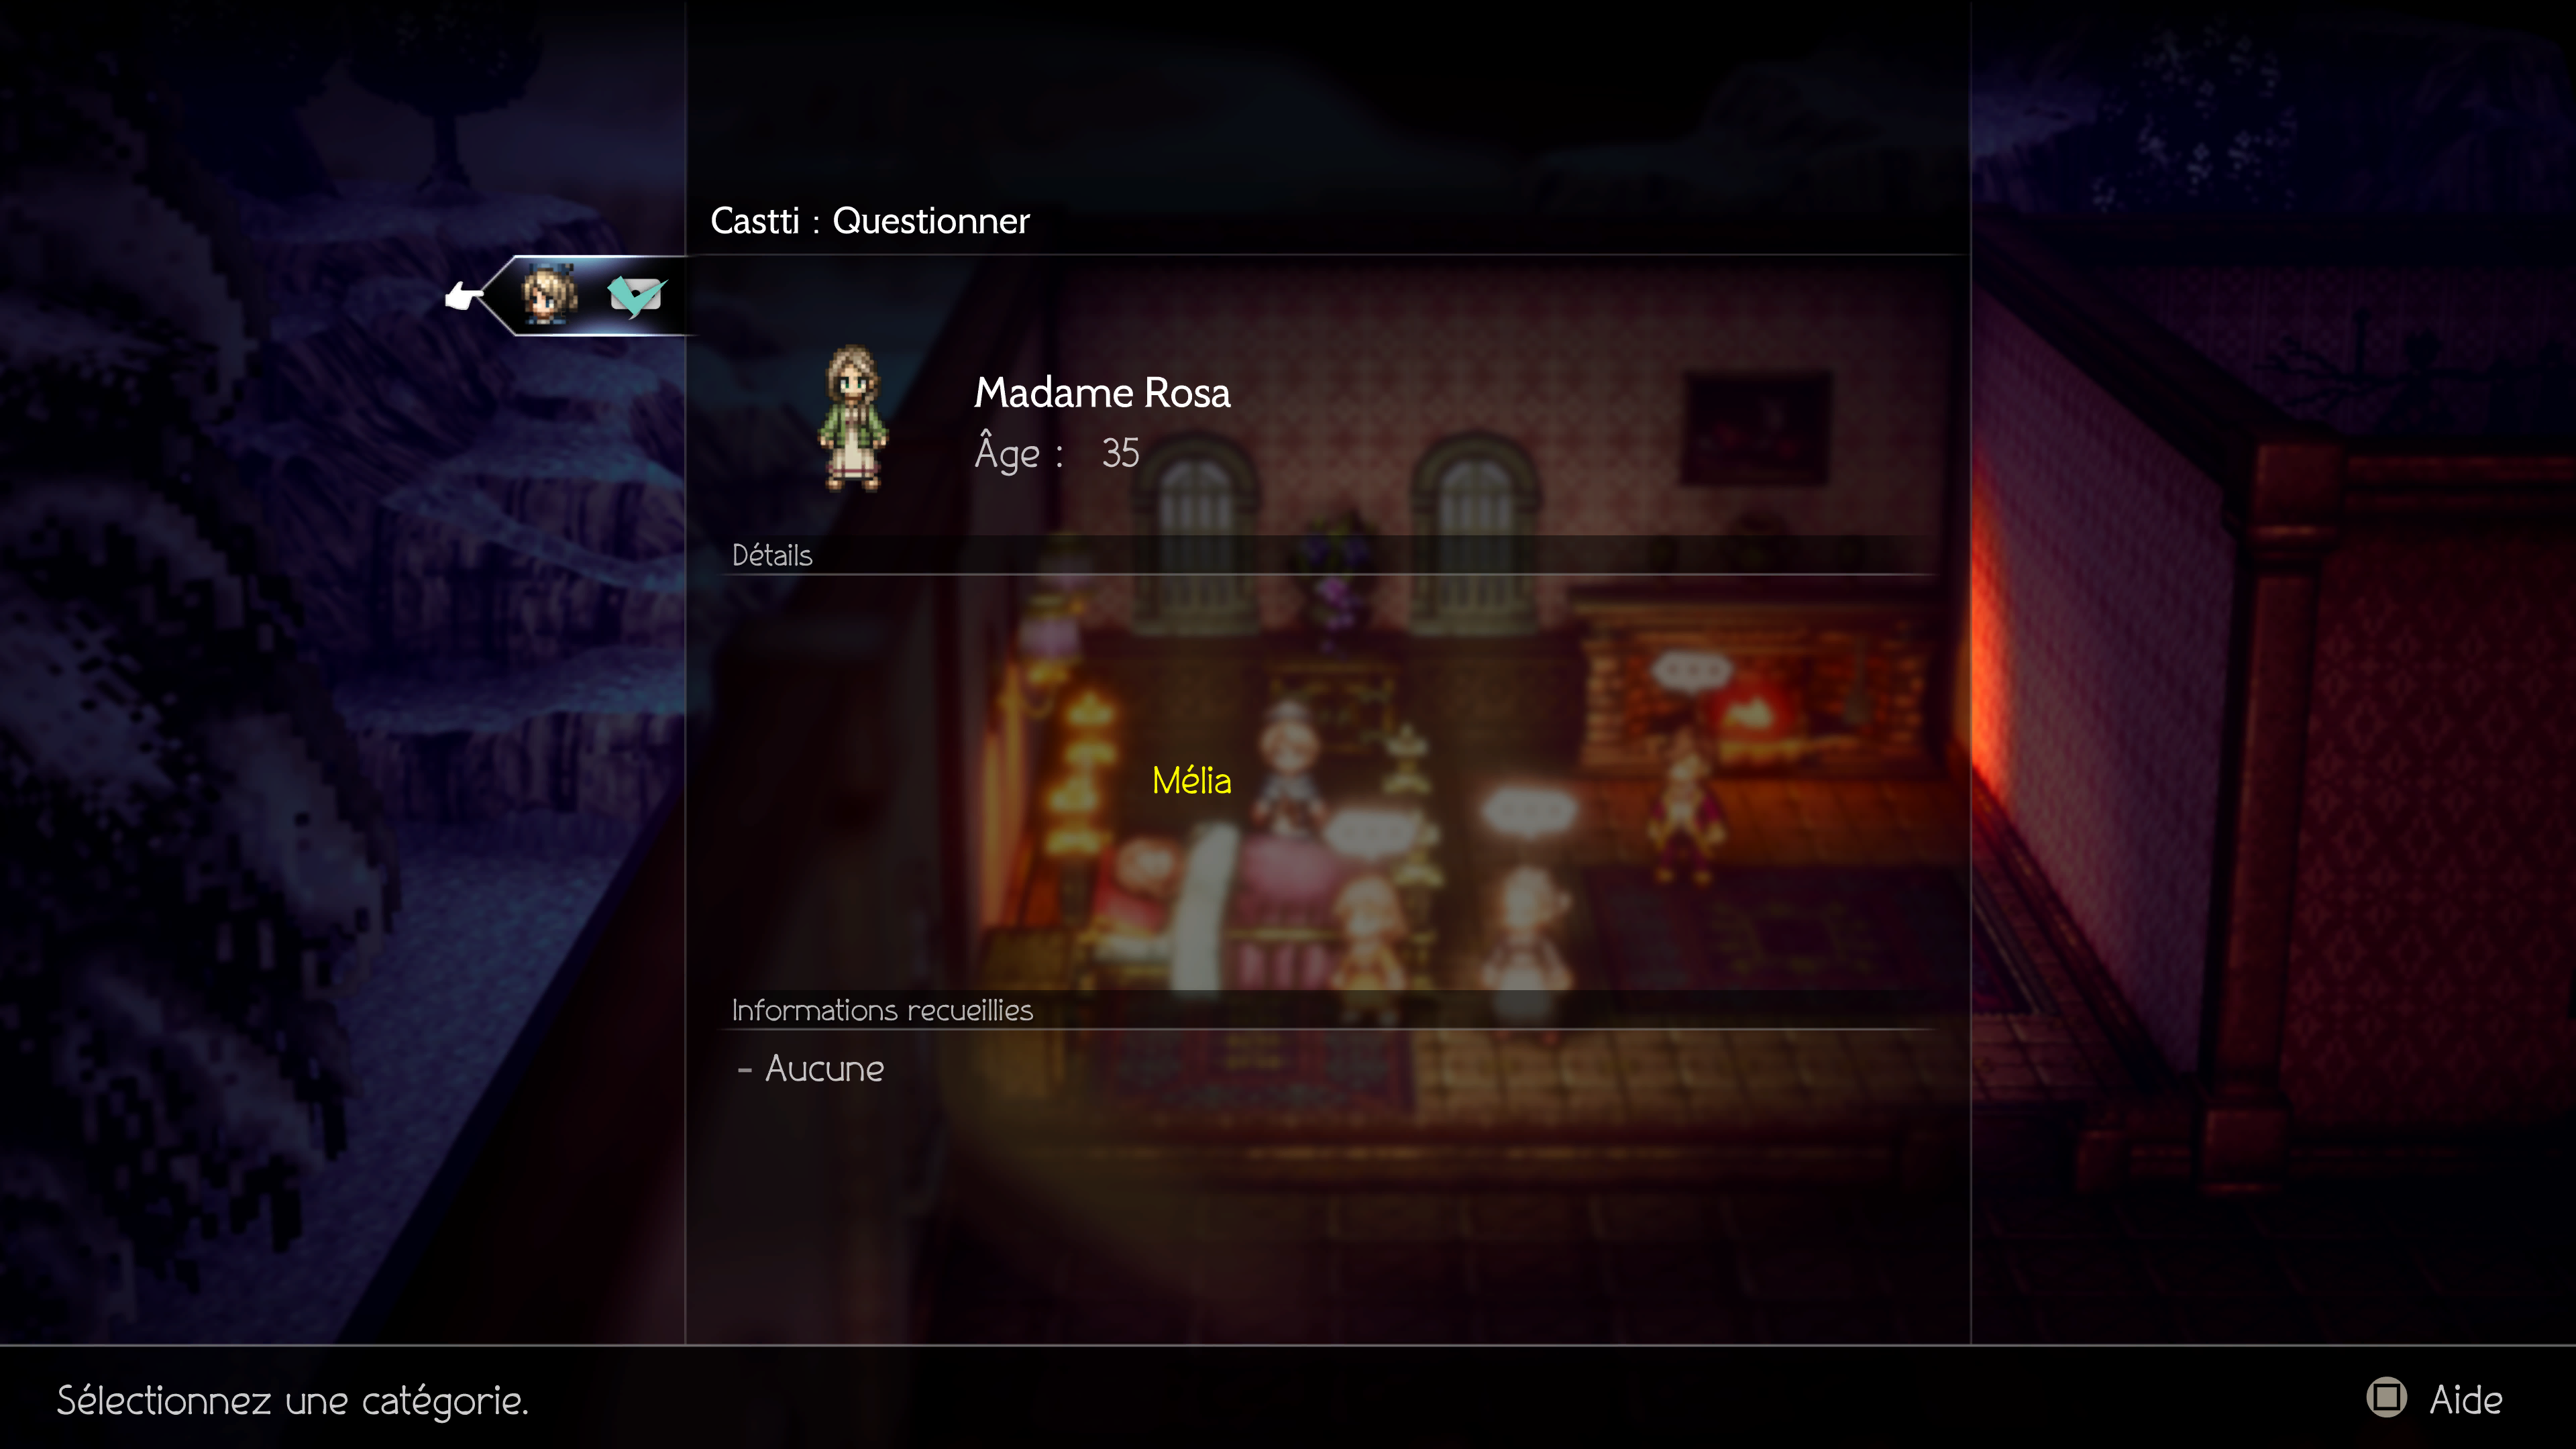 Castti : Questionner
Madame Rosa
Âge : 35
Détails
Mélia
Informations recueillies
- Aucune
Sélectionnez une catégorie.
Aide